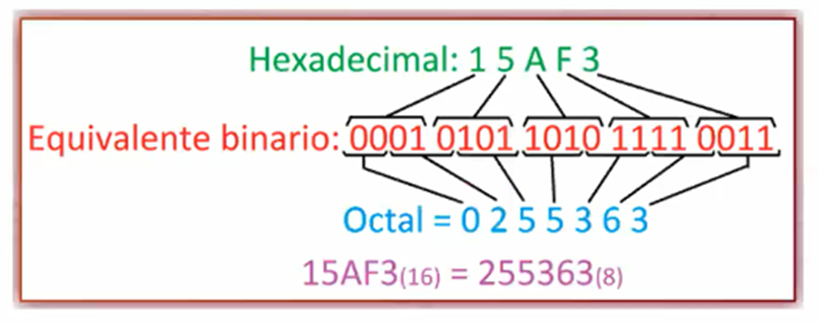 Hexadecimal: 1 5 A F 3
Equivalente binario: 0001 0101 1010 1111 0011
Octal = 0 2 5 5 3 6 3
15AF3(16) = 255363(8)